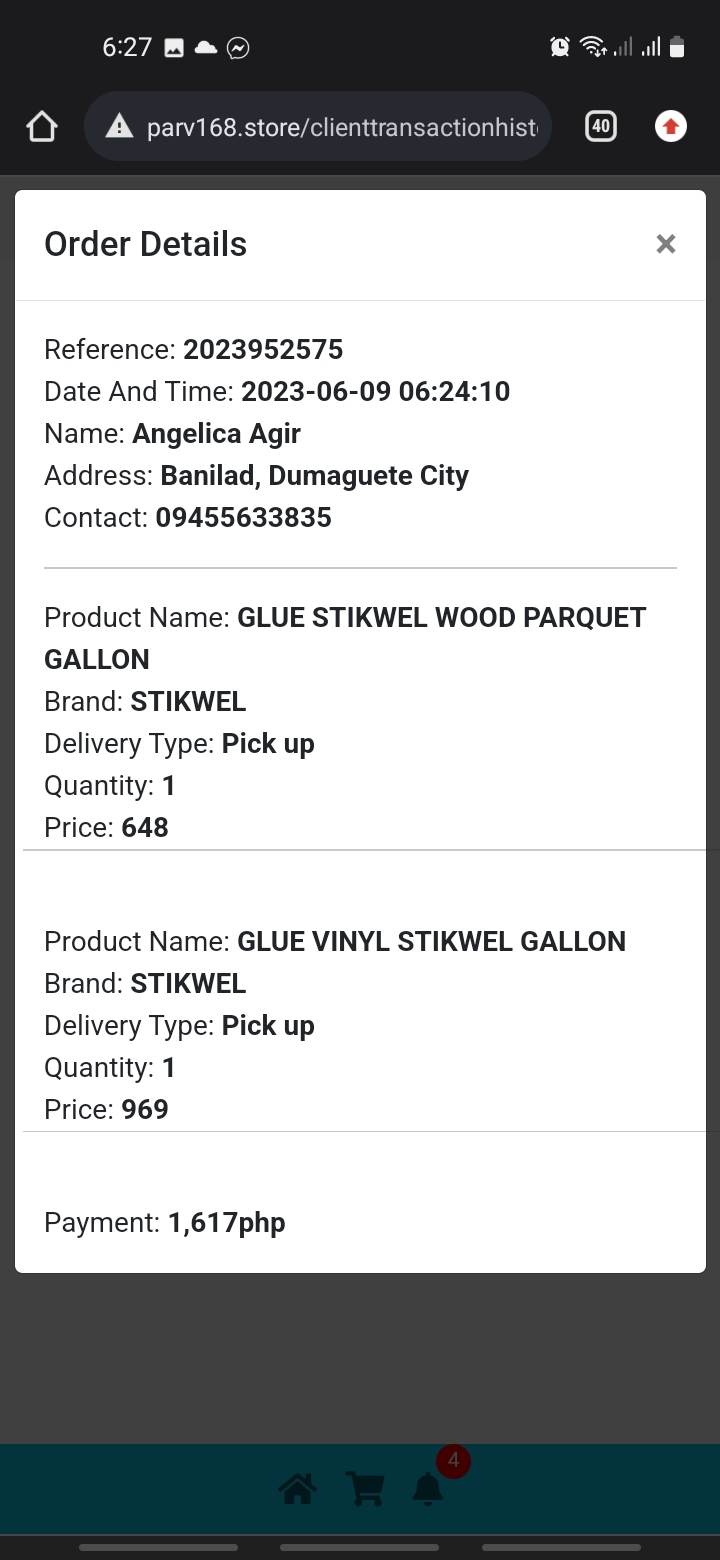 6:27
40
parv168.store/clienttransactionhist
Order Details
×
Reference: 2023952575
Date And Time: 2023-06-09 06:24:10
Name: Angelica Agir
Address: Banilad, Dumaguete City
Contact: 09455633835
Product Name: GLUE STIKWEL WOOD PARQUET
GALLON
Brand: STIKWEL
Delivery Type: Pick up
Quantity: 1
Price: 648
Product Name: GLUE VINYL STIKWEL GALLON
Brand: STIKWEL
Delivery Type: Pick up
Quantity: 1
Price: 969
Payment: 1,617php
4